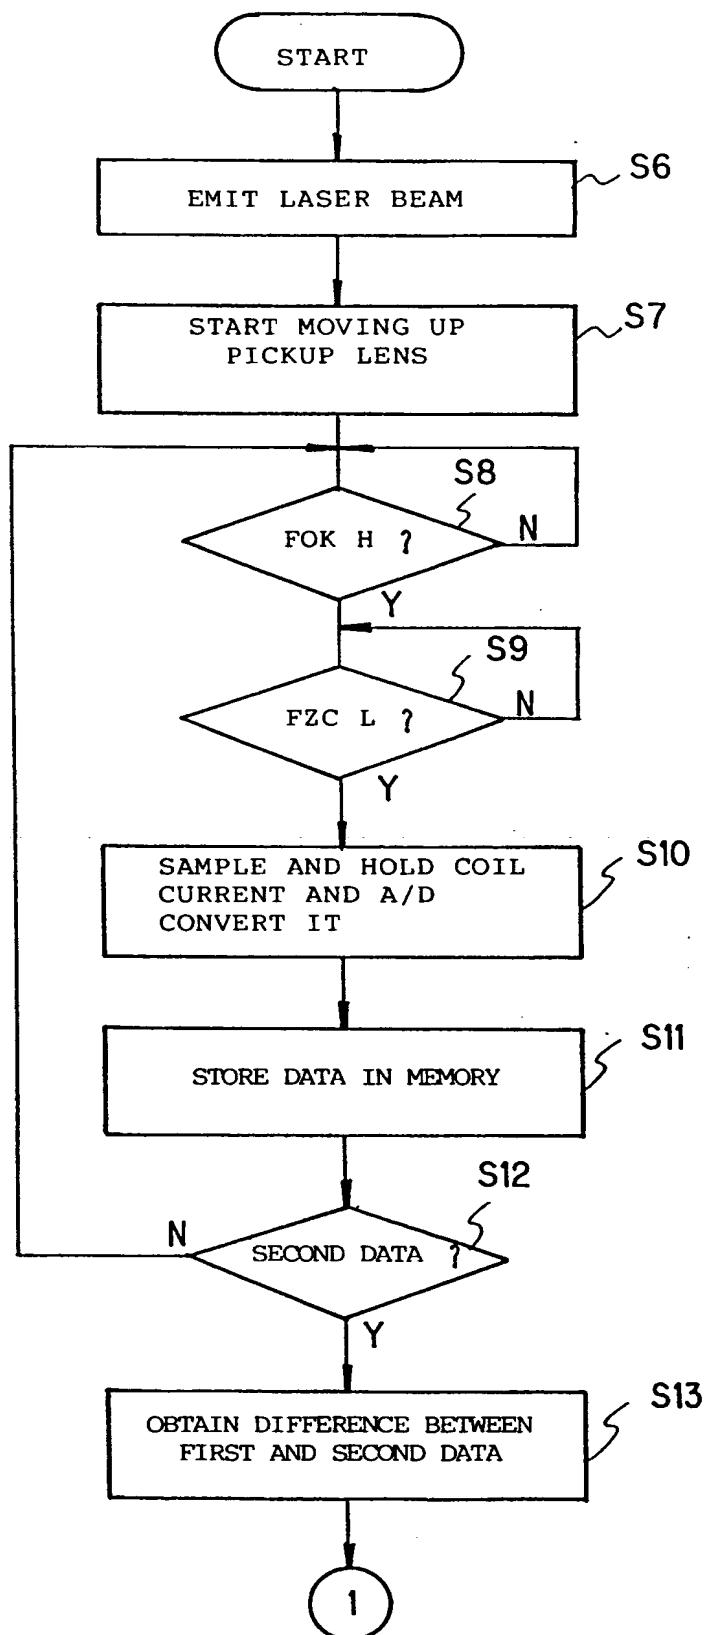 START
EMIT LASER BEAM
S6
START MOVING UP
PICKUP LENS
S7
FOK H ?
S8
N
Y
FZC L ?
S9
N
Y
SAMPLE AND HOLD COIL
CURRENT AND A/D
CONVERT IT
S10
STORE DATA IN MEMORY
S11
SECOND DATA ?
S12
N
Y
OBTAIN DIFFERENCE BETWEEN
FIRST AND SECOND DATA
S13
1